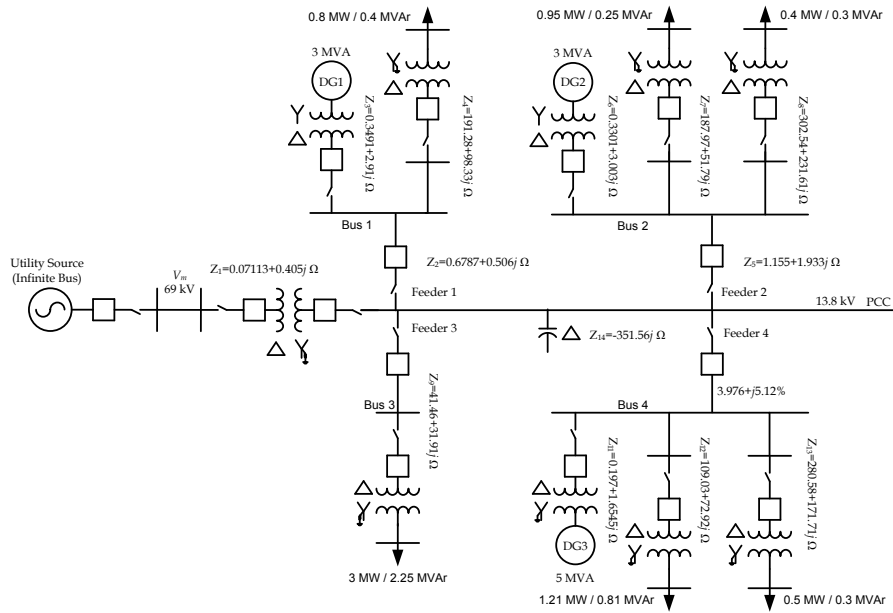 0.8 MW / 0.4 MVAr
0.95 MW / 0.25 MVAr
0.4 MW / 0.3 MVAr
3 MVA
DG1
Z3=0.3491+2.91j Ω
Z4=191.28+98.33j Ω
3 MVA
DG2
Z6=0.3301+3.003j Ω
Z7=187.97+51.79j Ω
Z8=302.54+231.61j Ω
Bus 1
Bus 2
Utility Source
(Infinite Bus)
Vm
69 kV
Z1=0.07113+0.405j Ω
Z2=0.6787+0.506j Ω
Z5=1.155+1.933j Ω
Feeder 1
Feeder 2
13.8 kV
PCC
Feeder 3
Z14=-351.56j Ω
Feeder 4
Z9=41.46+31.91j Ω
3.976+j5.12%
Bus 3
Bus 4
Z11=0.197+1.6545j Ω
Z12=109.03+72.92j Ω
Z13=280.58+171.71j Ω
DG3
3 MW / 2.25 MVAr
5 MVA
1.21 MW / 0.81 MVAr
0.5 MW / 0.3 MVAr